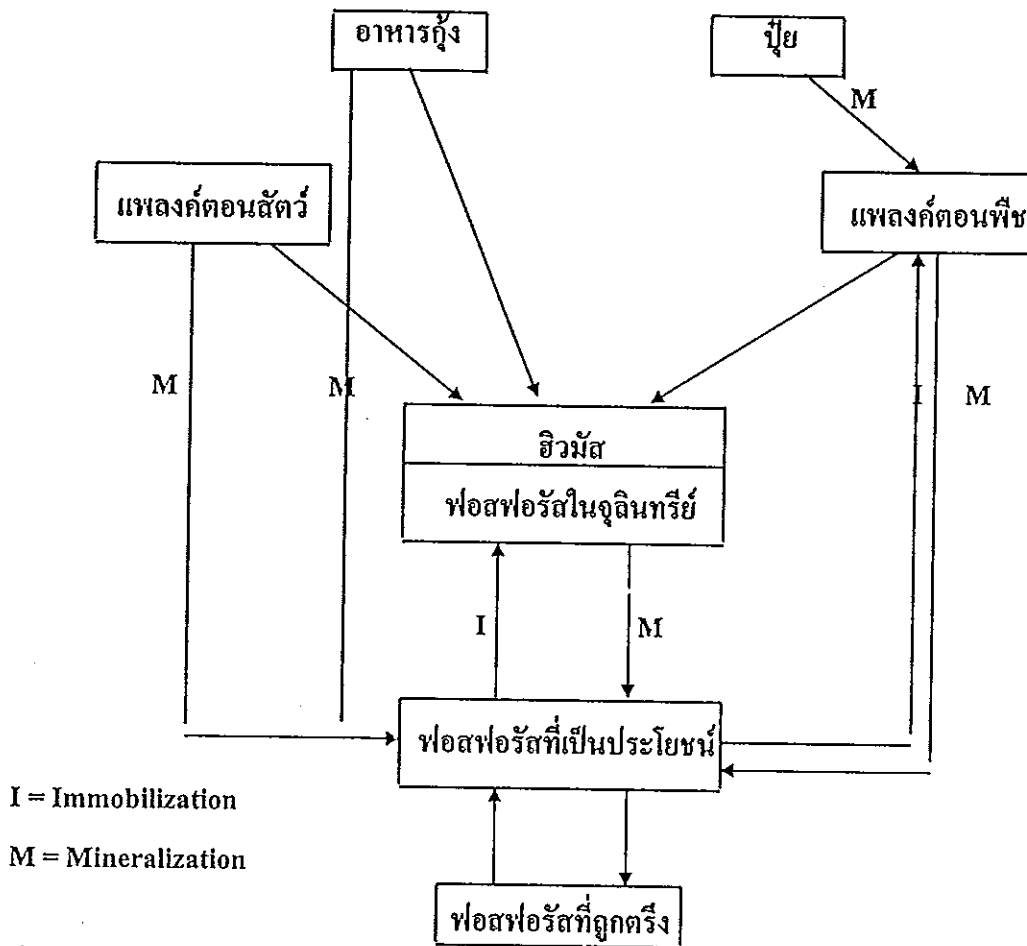 อาหารกุ้ง
ปุ๋ย
M
แพลงค์ตอนสัตว์
แพลงค์ตอนพืช
M
M
I
M
ฮิวมัส
ฟอสฟอรัสในจุลินทรีย์
I
M
ฟอสฟอรัสที่เป็นประโยชน์
I = Immobilization
M = Mineralization
ฟอสฟอรัสที่ถูกตรึง